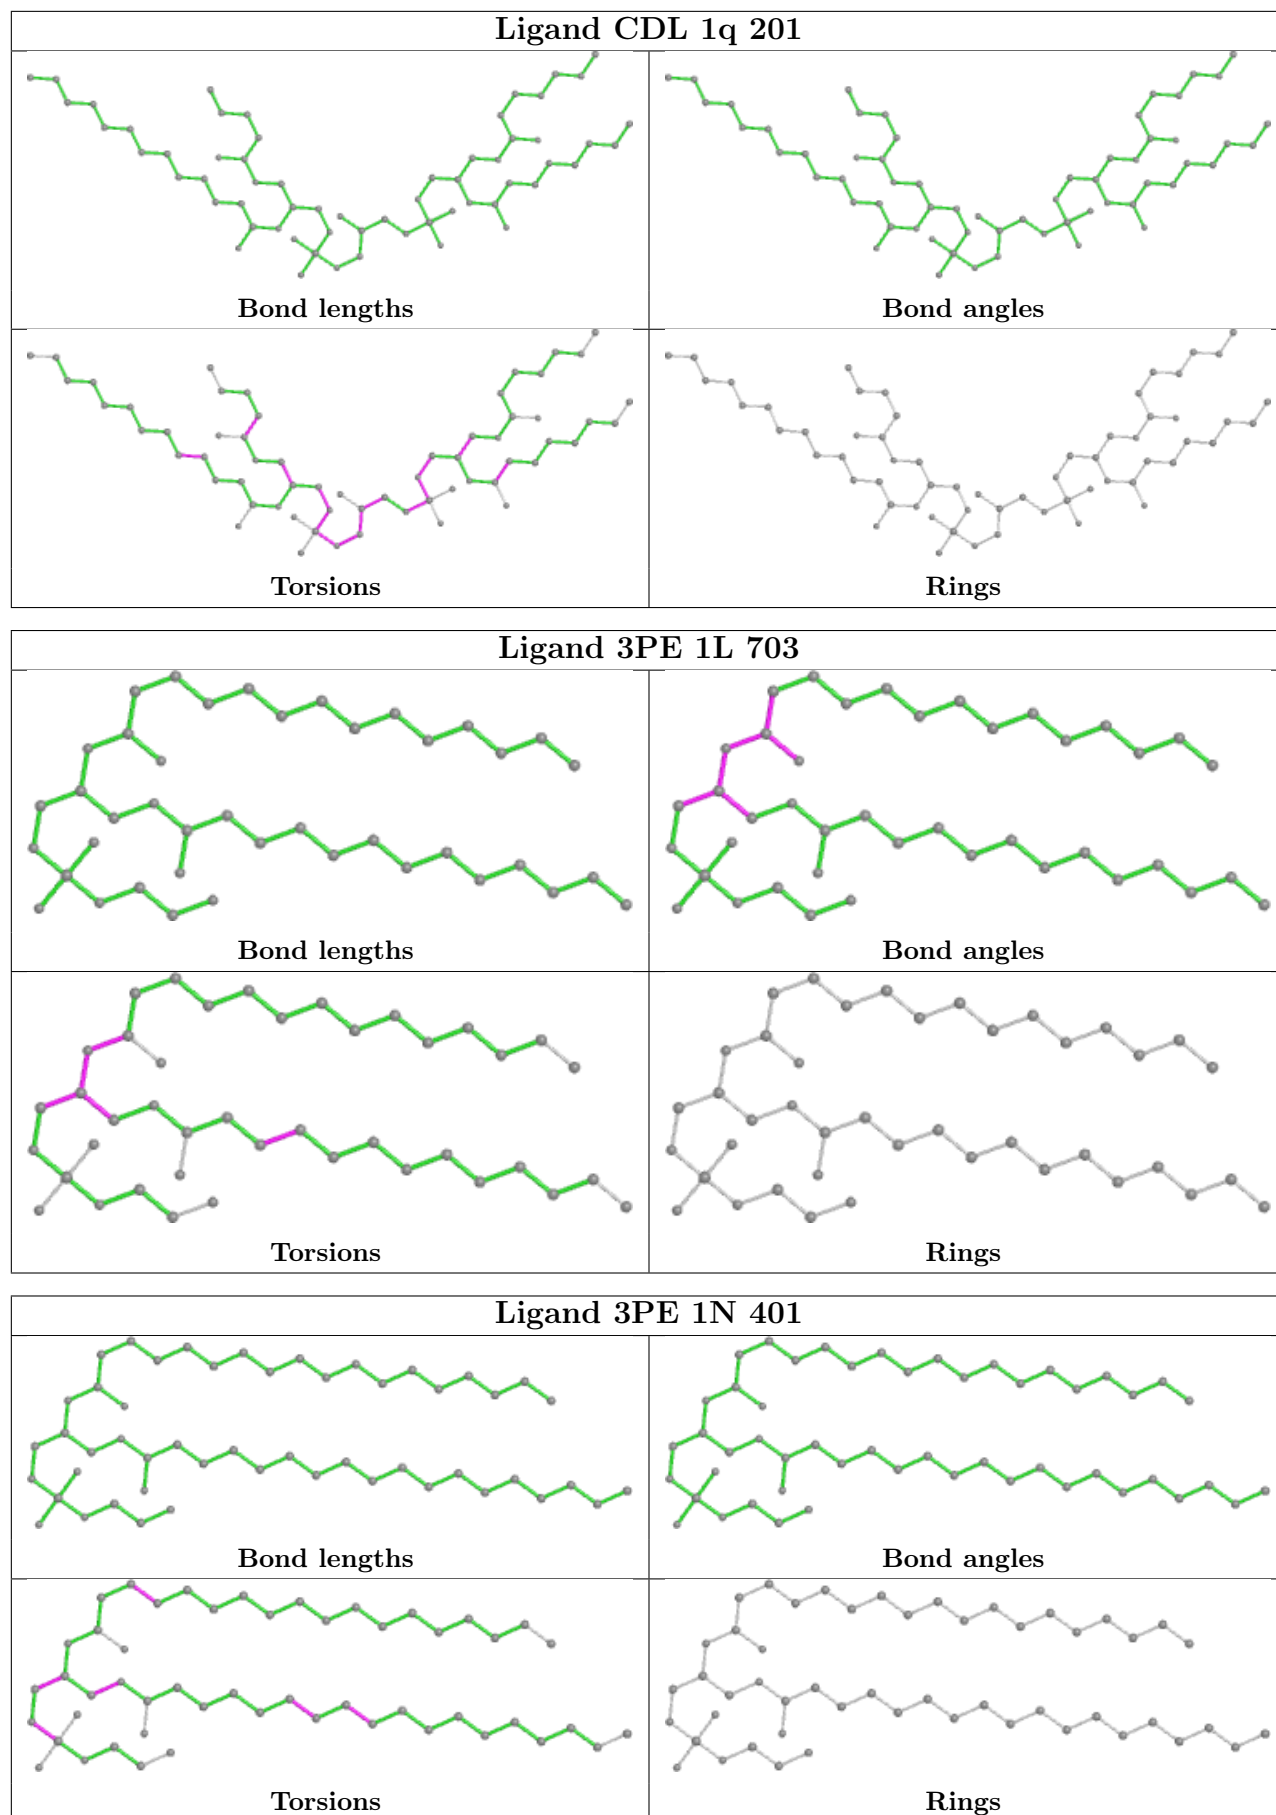 Ligand CDL 1q 201
Bond lengths
Bond angles
Torsions
Rings
Ligand 3PE 1L 703
Bond lengths
Bond angles
Torsions
Rings
Ligand 3PE 1N 401
Bond lengths
Bond angles
Torsions
Rings